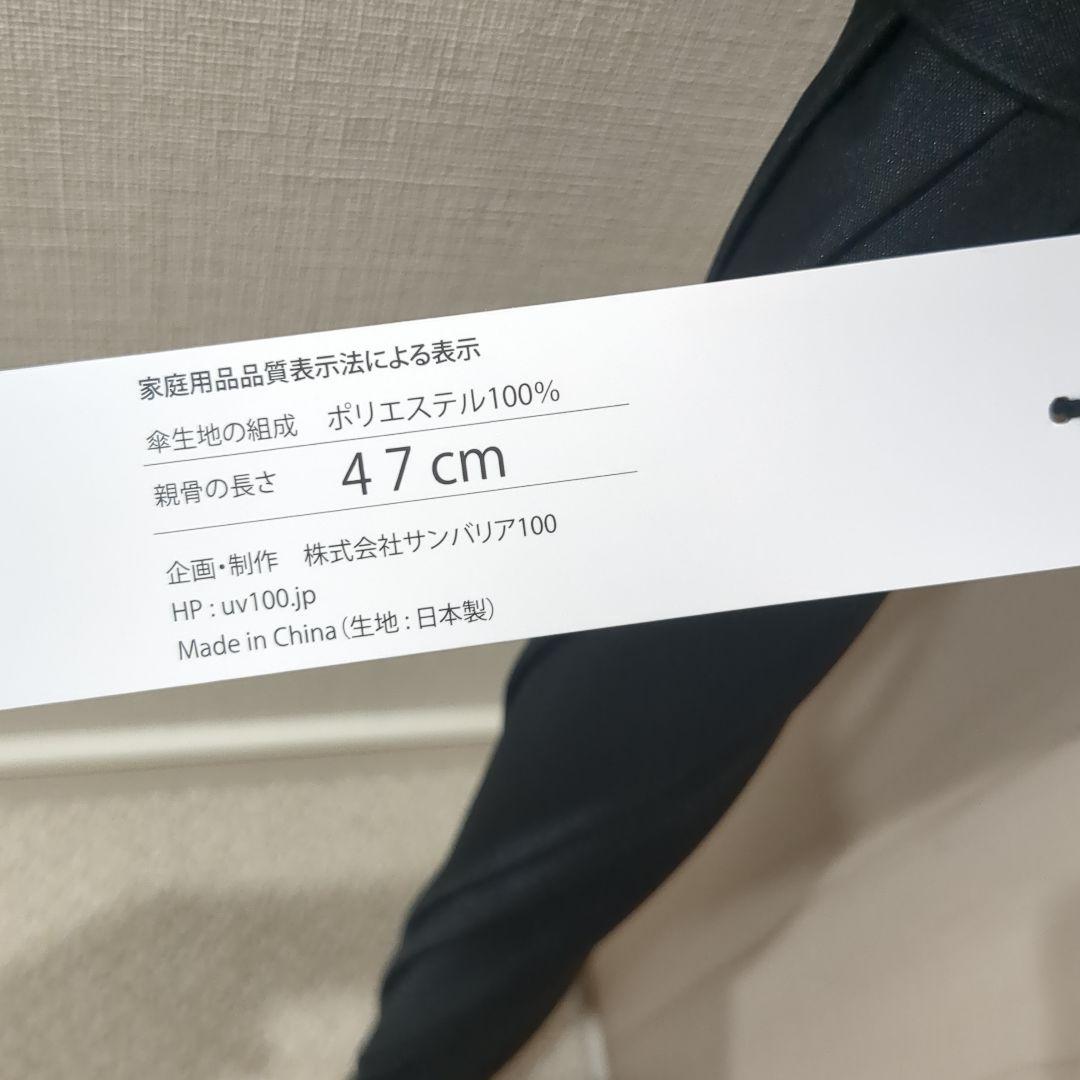 家庭用品品質表示法による表示
傘生地の組成　ポリエステル100%
親骨の長さ　47cm
企画・制作　株式会社サンバリア100
HP : uv100.jp
Made in China（生地 : 日本製）